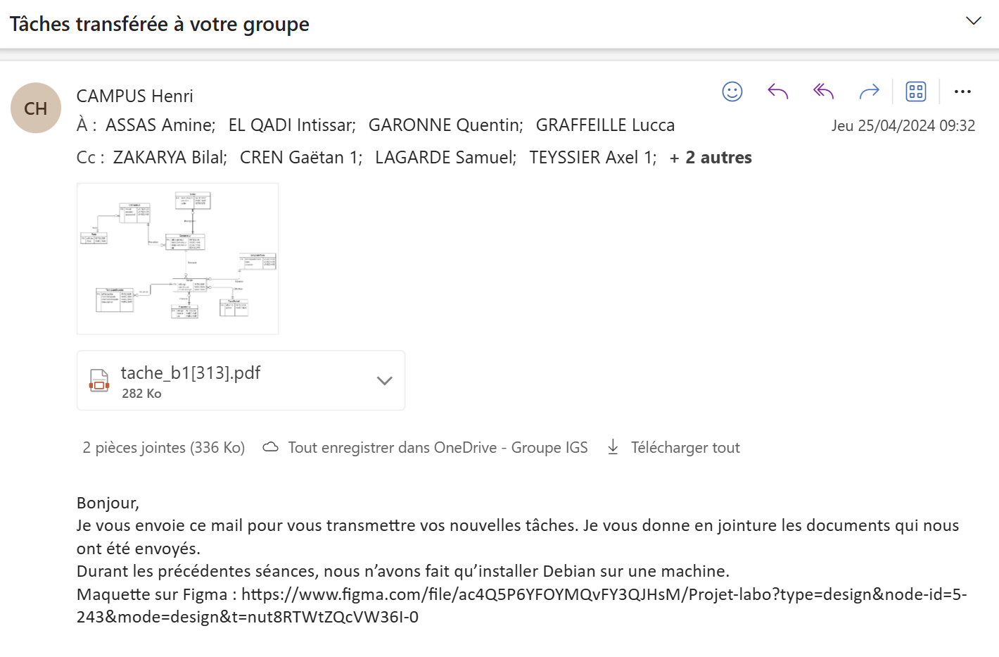 Tâches transférée à votre groupe
CH
CAMPUS Henri
À : ASSAS Amine; EL QADI Intissar; GARONNE Quentin; GRAFFEILLE Lucca
Jeu 25/04/2024 09:32
Cc : ZAKARYA Bilal; CREN Gaëtan 1; LAGARDE Samuel; TEYSSIER Axel 1; + 2 autres
tache_b1[313].pdf
282 Ko
2 pièces jointes (336 Ko) Tout enregistrer dans OneDrive - Groupe IGS Télécharger tout
Bonjour,
Je vous envoie ce mail pour vous transmettre vos nouvelles tâches. Je vous donne en jointure les documents qui nous
ont été envoyés.
Durant les précédentes séances, nous n’avons fait qu’installer Debian sur une machine.
Maquette sur Figma : https://www.figma.com/file/ac4Q5P6YFOYMQvFY3QJHsM/Projet-labo?type=design&node-id=5-
243&mode=design&t=nut8RTWtZQcVW36I-0